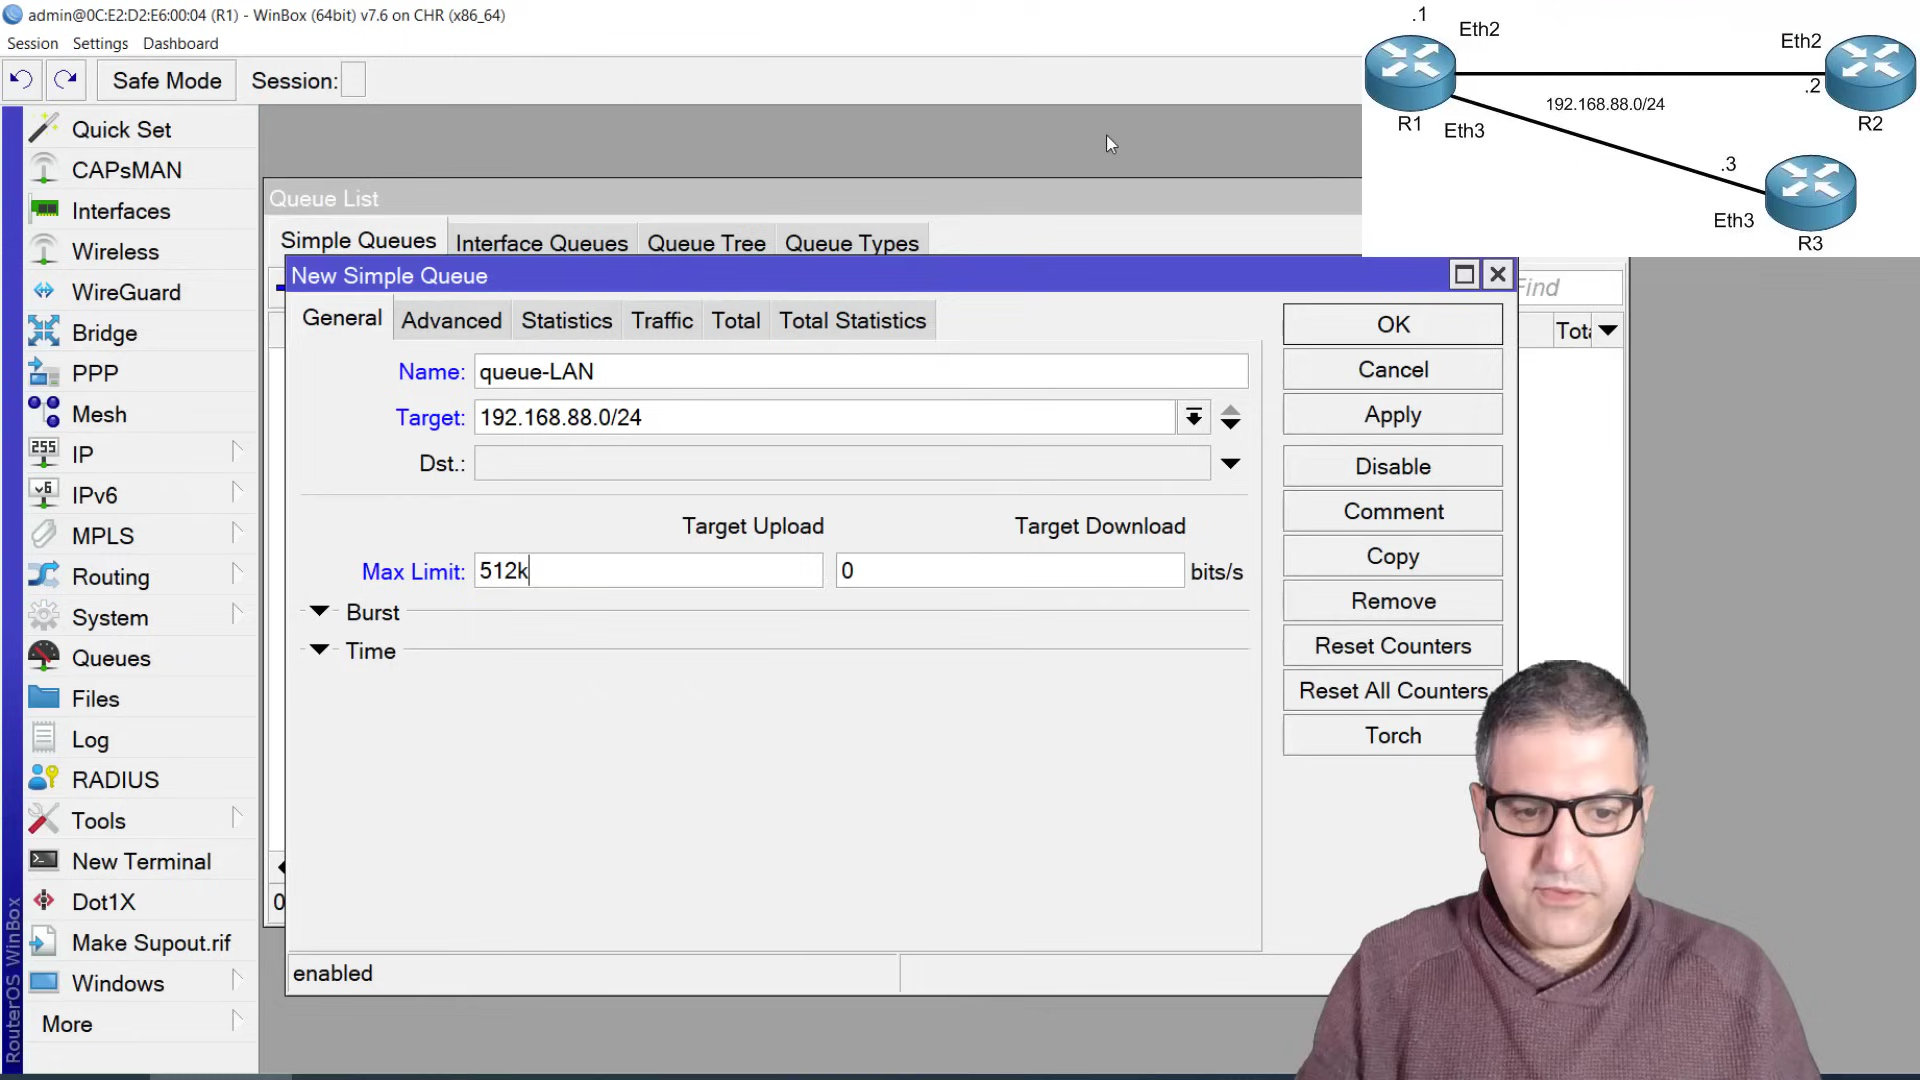 admin@0C:E2:D2:E6:00:04 (R1) - WinBox (64bit) v7.6 on CHR (x86_64)
Session Settings Dashboard
Safe Mode Session:
.1
Eth2
Eth2
.2
192.168.88.0/24
R1
Eth3
R2
.3
Eth3
R3
Quick Set
CAPsMAN
Interfaces
Wireless
WireGuard
Bridge
PPP
Mesh
IP
IPv6
MPLS
Routing
System
Queues
Files
Log
RADIUS
Tools
New Terminal
Dot1X
Make Supout.rif
Windows
More
RouterOS WinBox
255
v6
Queue List
Simple Queues Interface Queues Queue Tree Queue Types
Find
New Simple Queue
General Advanced Statistics Traffic Total Total Statistics
Name: queue-LAN
Target: 192.168.88.0/24
Dst.:
Target Upload Target Download
Max Limit: 512k 0 bits/s
Burst
Time
OK
Cancel
Apply
Disable
Comment
Copy
Remove
Reset Counters
Reset All Counters
Torch
enabled
0